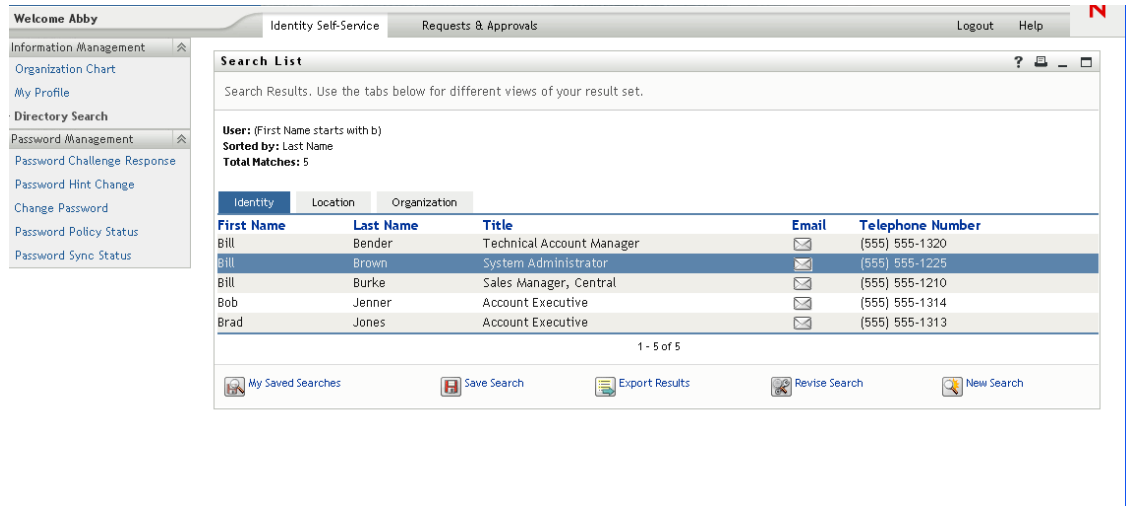 Welcome Abby
Identity Self-Service Requests & Approvals Logout Help
N
Information Management
Organization Chart
My Profile
Directory Search
Password Management
Password Challenge Response
Password Hint Change
Change Password
Password Policy Status
Password Sync Status
Search List ?
Search Results. Use the tabs below for different views of your result set.
User: (First Name starts with b)
Sorted by: Last Name
Total Matches: 5
Identity Location Organization
First Name Last Name Title Email Telephone Number
Bill Bender Technical Account Manager (555) 555-1320
Bill Brown System Administrator (555) 555-1225
Bill Burke Sales Manager, Central (555) 555-1210
Bob Jenner Account Executive (555) 555-1314
Brad Jones Account Executive (555) 555-1313
1 - 5 of 5
My Saved Searches Save Search Export Results Revise Search New Search